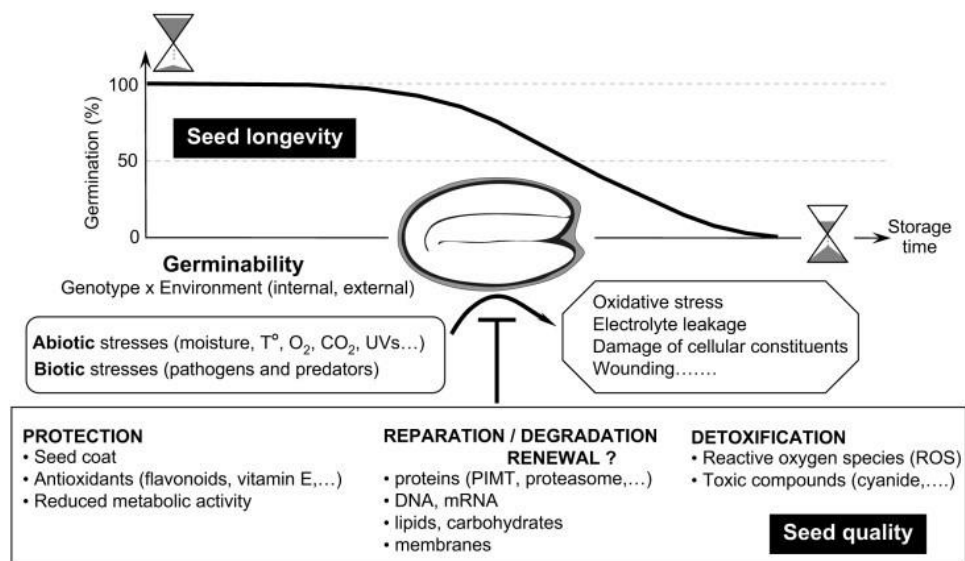 100
50
0
Germination (%)
Seed longevity
Storage
time
Germinability
Genotype x Environment (internal, external)
Abiotic stresses (moisture, T°, O₂, CO₂, UVs…)
Biotic stresses (pathogens and predators)
Oxidative stress
Electrolyte leakage
Damage of cellular constituents
Wounding…….
PROTECTION
• Seed coat
• Antioxidants (flavonoids, vitamin E,…)
• Reduced metabolic activity
REPARATION / DEGRADATION
RENEWAL ?
• proteins (PIMT, proteasome,…)
• DNA, mRNA
• lipids, carbohydrates
• membranes
DETOXIFICATION
• Reactive oxygen species (ROS)
• Toxic compounds (cyanide,….)
Seed quality